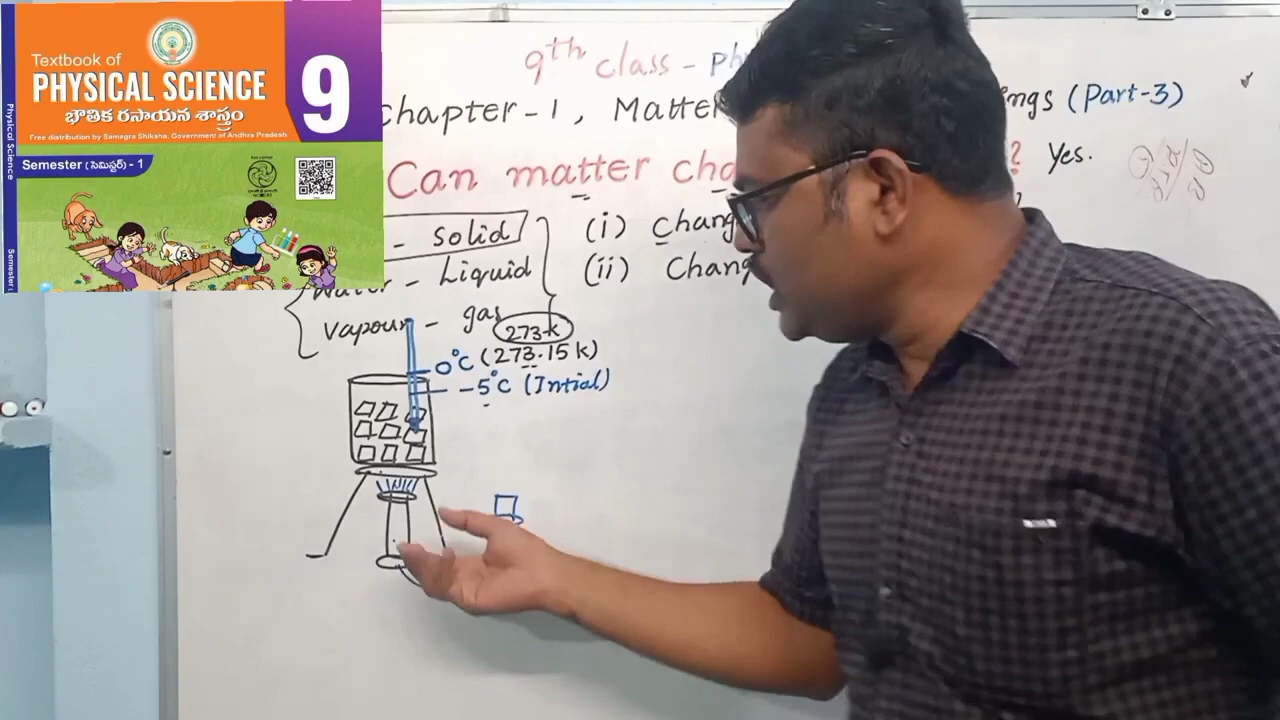 Textbook of
PHYSICAL SCIENCE
భౌతిక రసాయన శాస్త్రం
9
Free distribution by Samagra Shiksha, Government of Andhra Pradesh
Semester (సెమిస్టర్) - 1
Physical Science
Semester
9th class - Ph
Chapter - 1, Matter ngs (Part-3)
Can matter cha ? Yes.
- solid (i) Chang
Water - Liquid (ii) Chang
Vapour - gas
273 K
0°C (273.15 K)
-5°C (Intial)